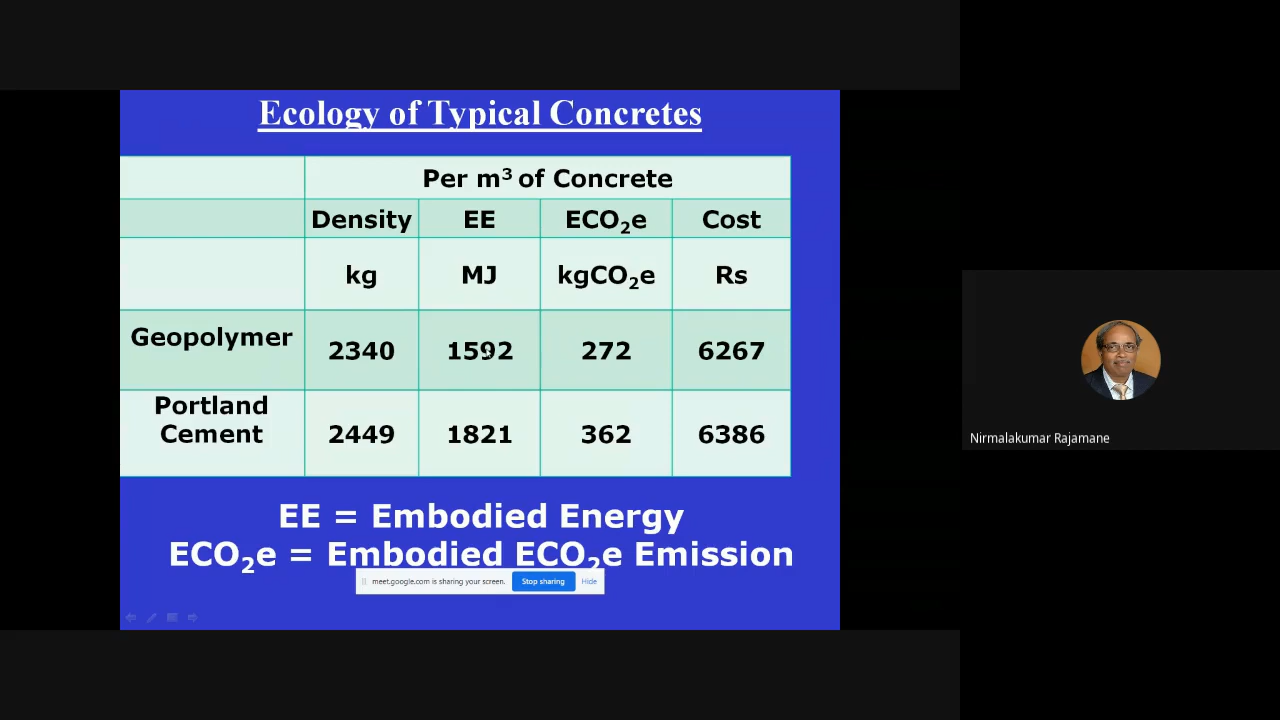 Ecology of Typical Concretes
Per m³ of Concrete
Density EE ECO₂e Cost
kg MJ kgCO₂e Rs
Geopolymer 2340 1592 272 6267
Portland
Cement 2449 1821 362 6386
EE = Embodied Energy
ECO₂e = Embodied ECO₂e Emission
meet.google.com is sharing your screen. Stop sharing Hide
Nirmalakumar Rajamane